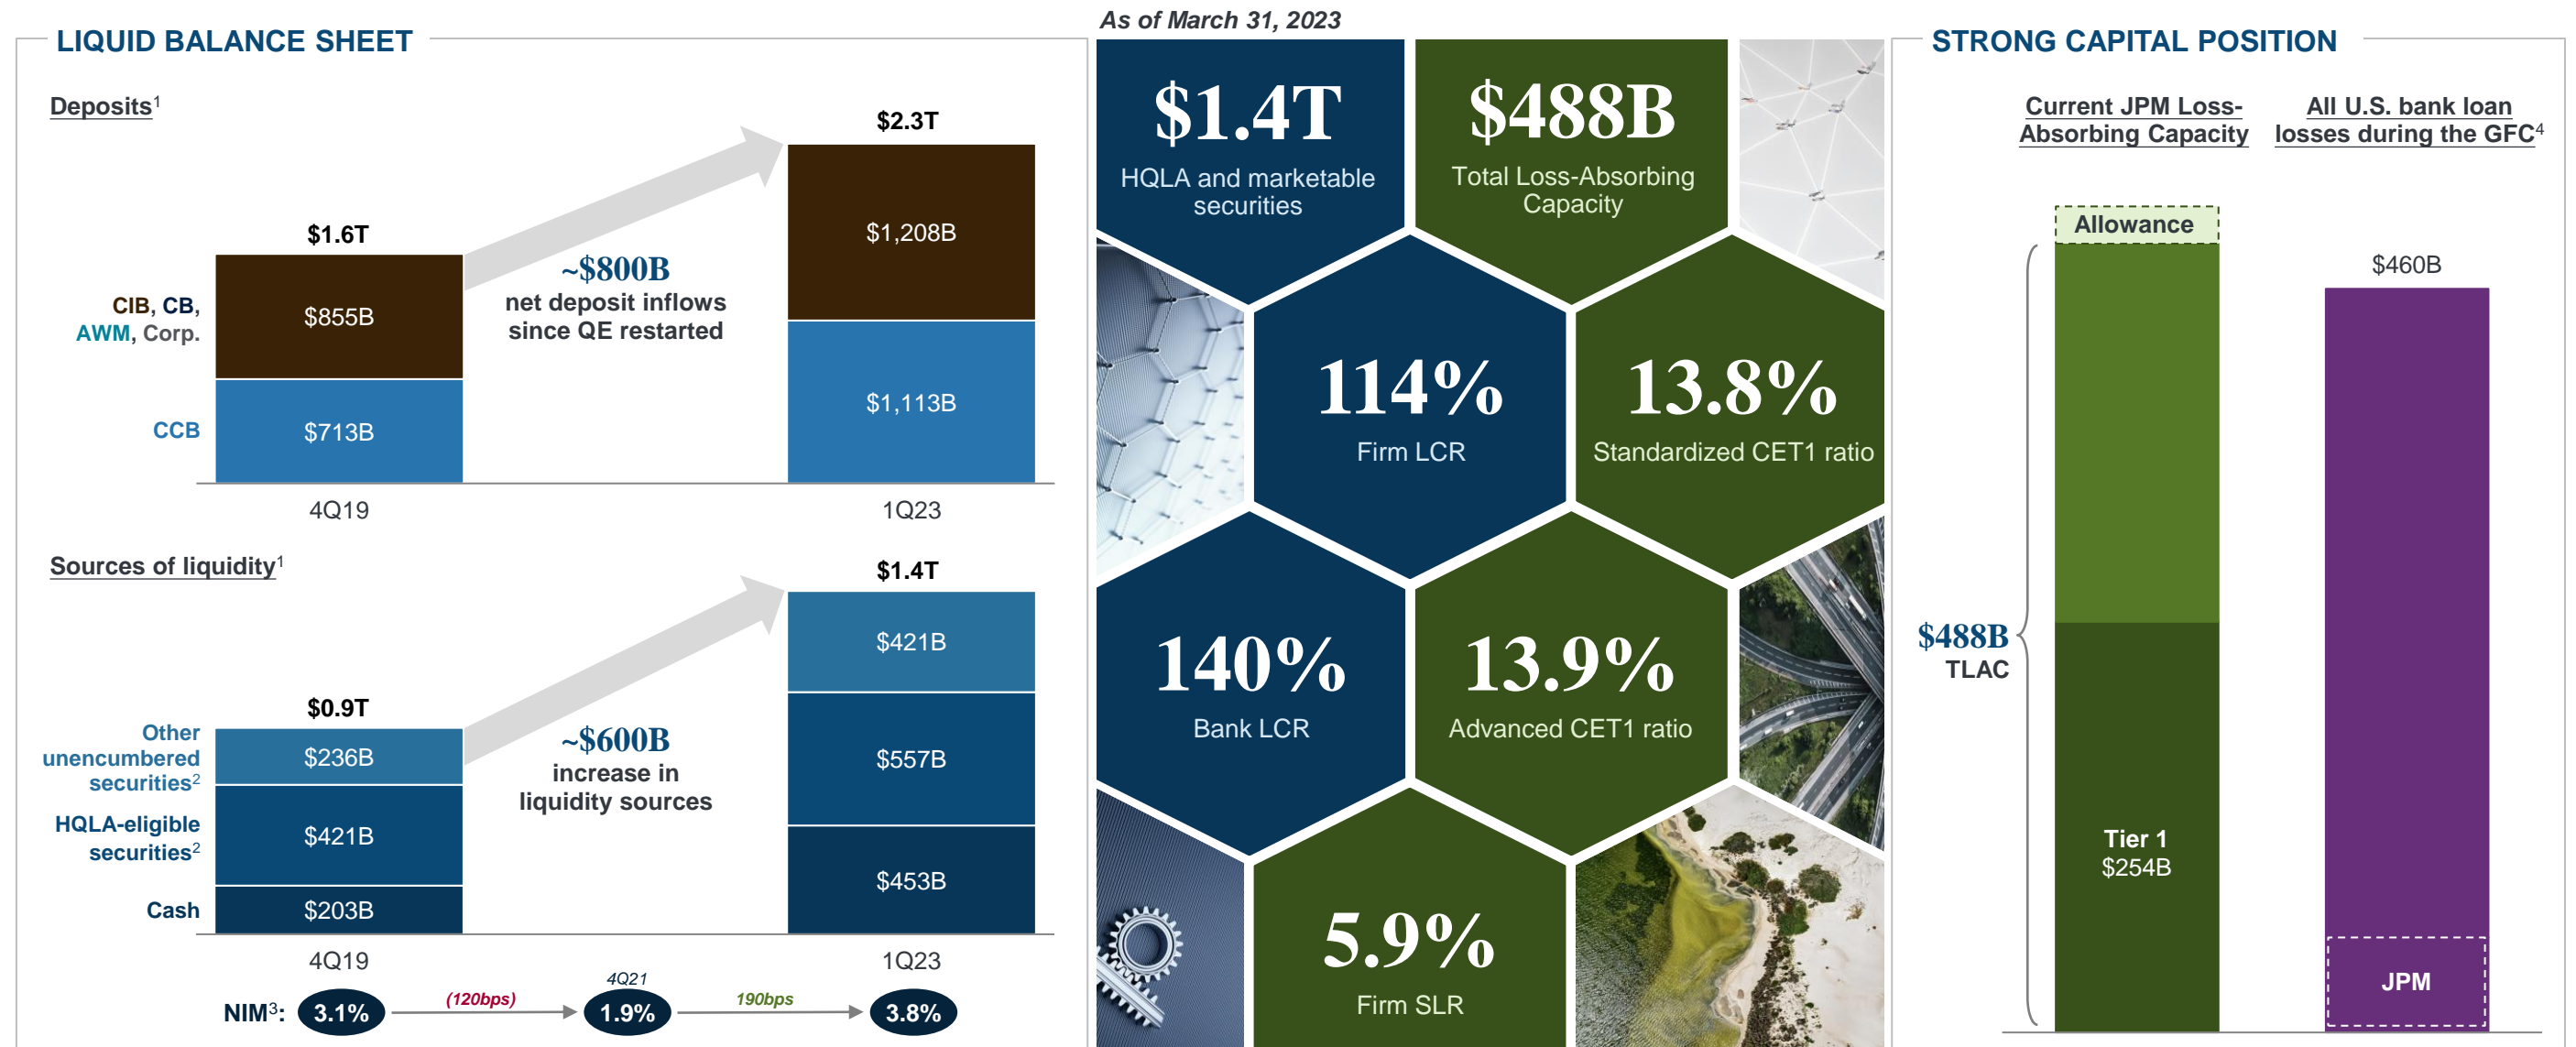 As of March 31, 2023
LIQUID BALANCE SHEET
Deposits1
$1.6T
$2.3T
CIB, CB,
AWM, Corp.
CCB
$855B
$713B
~$800B
net deposit inflows
since QE restarted
$1,208B
$1,113B
4Q19
1Q23
Sources of liquidity1
$0.9T
$1.4T
Other
unencumbered
securities2
HQLA-eligible
securities2
Cash
$236B
$421B
$203B
~$600B
increase in
liquidity sources
$421B
$557B
$453B
4Q19
1Q23
NIM3:
3.1%
(120bps)
4Q21
1.9%
190bps
3.8%
$1.4T
HQLA and marketable
securities
$488B
Total Loss-Absorbing
Capacity
114%
Firm LCR
13.8%
Standardized CET1 ratio
140%
Bank LCR
13.9%
Advanced CET1 ratio
5.9%
Firm SLR
STRONG CAPITAL POSITION
Current JPM Loss-
Absorbing Capacity
All U.S. bank loan
losses during the GFC4
Allowance
$488B
TLAC
Tier 1
$254B
$460B
JPM